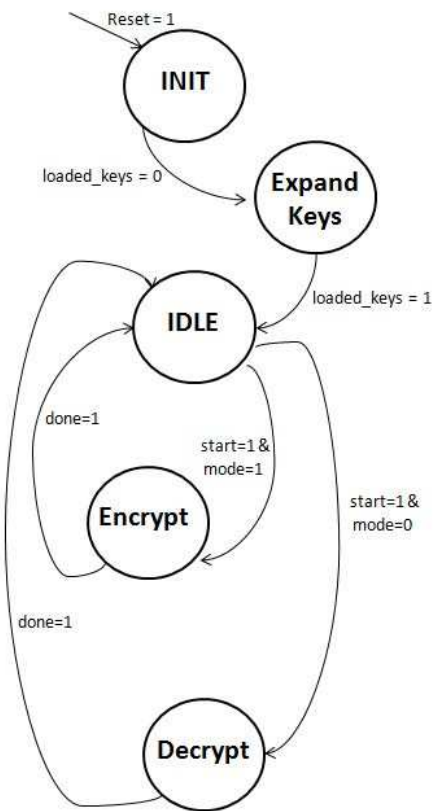 Reset = 1
INIT
loaded_keys = 0
Expand
Keys
loaded_keys = 1
IDLE
done=1
start=1 &
mode=1
start=1 &
mode=0
Encrypt
done=1
Decrypt